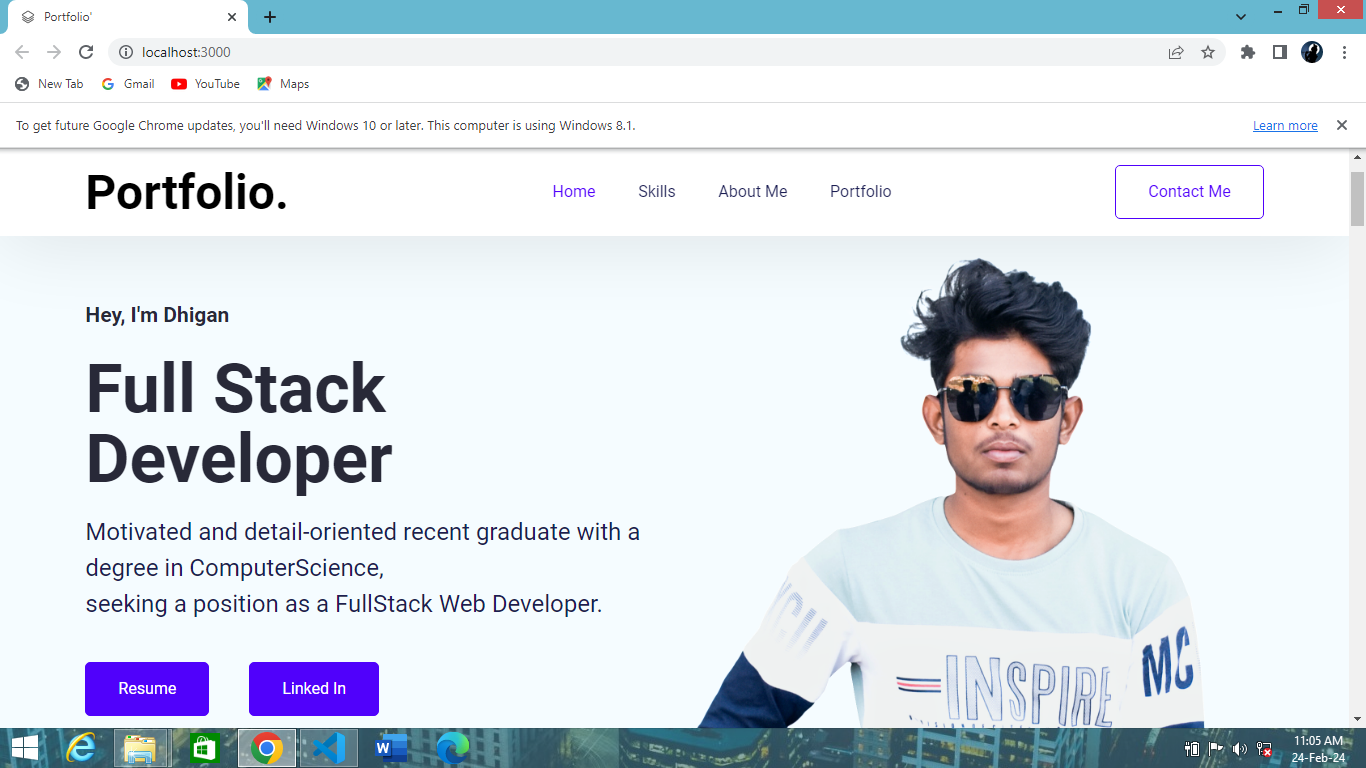 Portfolio'
localhost:3000
New Tab Gmail YouTube Maps
To get future Google Chrome updates, you'll need Windows 10 or later. This computer is using Windows 8.1. Learn more
Portfolio. Home Skills About Me Portfolio Contact Me
Hey, I'm Dhigan
Full Stack
Developer
Motivated and detail-oriented recent graduate with a
degree in ComputerScience,
seeking a position as a FullStack Web Developer.
INSPIRE
Resume Linked In
11:05 AM
24-Feb-24